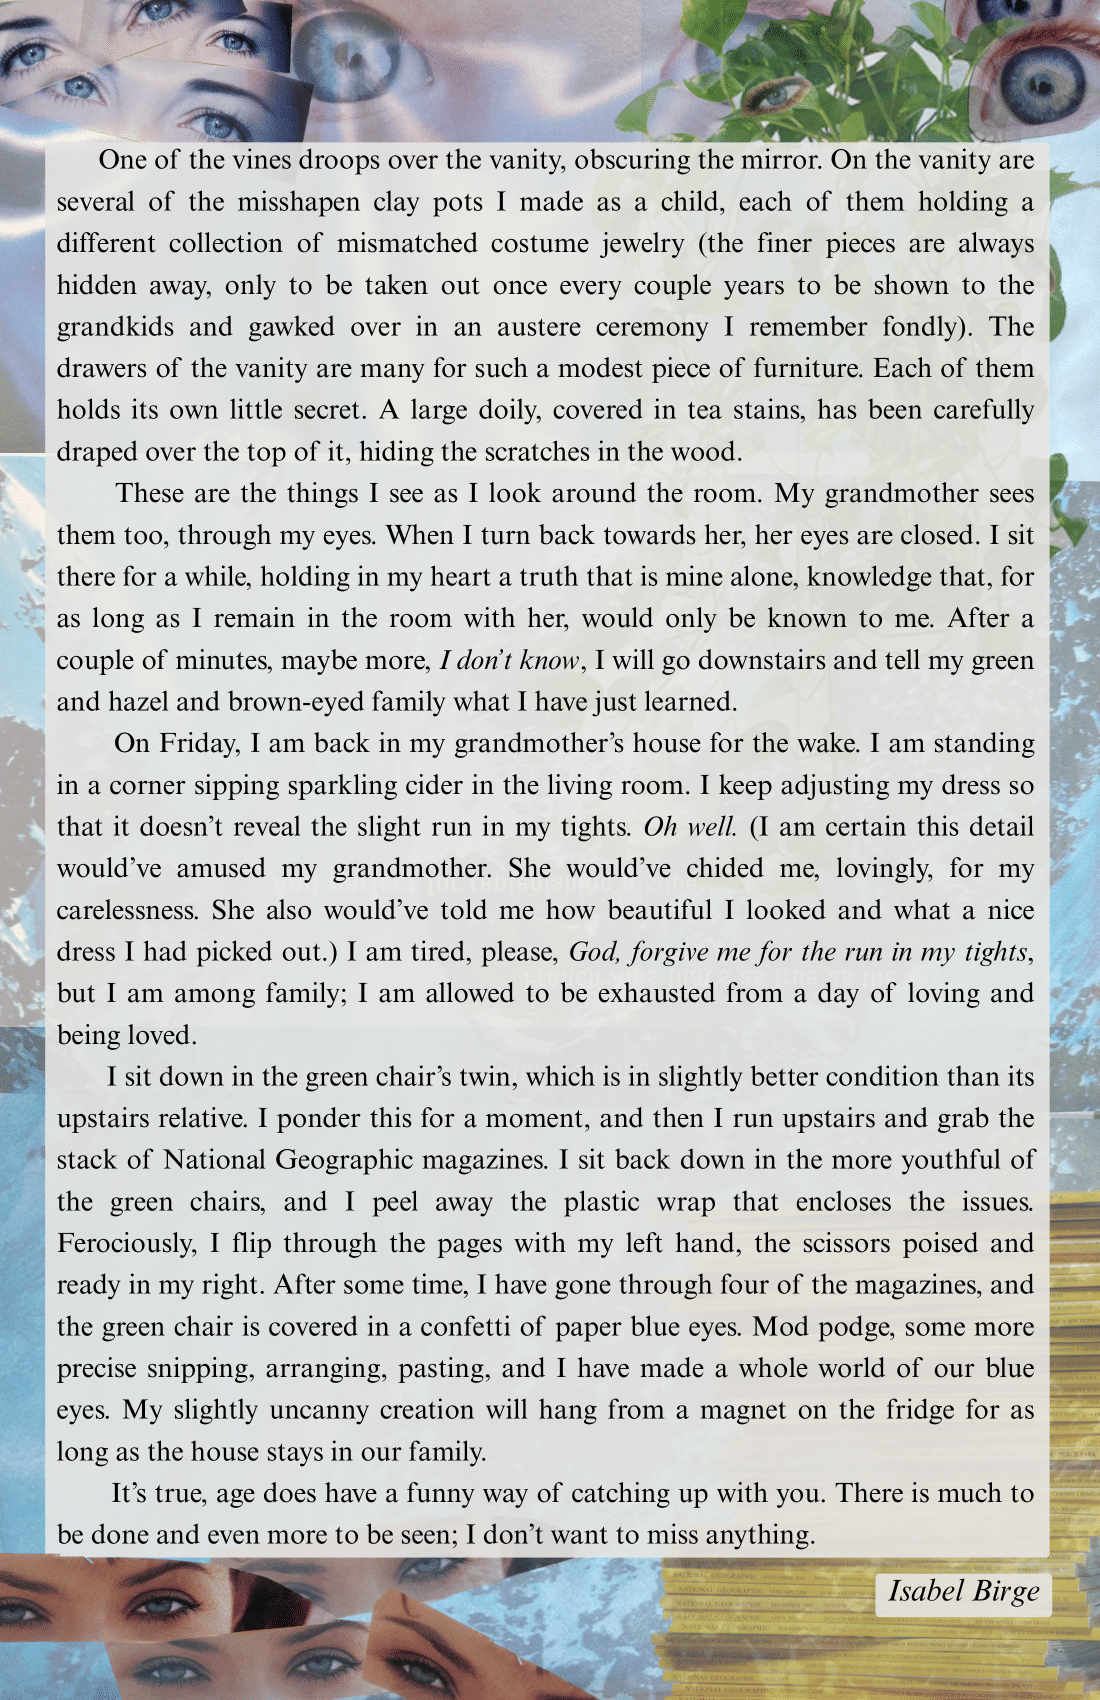 One of the vines droops over the vanity, obscuring the mirror. On the vanity are
several of the misshapen clay pots I made as a child, each of them holding a
different collection of mismatched costume jewelry (the finer pieces are always
hidden away, only to be taken out once every couple years to be shown to the
grandkids and gawked over in an austere ceremony I remember fondly). The
drawers of the vanity are many for such a modest piece of furniture. Each of them
holds its own little secret. A large doily, covered in tea stains, has been carefully
draped over the top of it, hiding the scratches in the wood.
These are the things I see as I look around the room. My grandmother sees
them too, through my eyes. When I turn back towards her, her eyes are closed. I sit
there for a while, holding in my heart a truth that is mine alone, knowledge that, for
as long as I remain in the room with her, would only be known to me. After a
couple of minutes, maybe more, I don’t know, I will go downstairs and tell my green
and hazel and brown-eyed family what I have just learned.
On Friday, I am back in my grandmother’s house for the wake. I am standing
in a corner sipping sparkling cider in the living room. I keep adjusting my dress so
that it doesn’t reveal the slight run in my tights. Oh well. (I am certain this detail
would’ve amused my grandmother. She would’ve chided me, lovingly, for my
carelessness. She also would’ve told me how beautiful I looked and what a nice
dress I had picked out.) I am tired, please, God, forgive me for the run in my tights,
but I am among family; I am allowed to be exhausted from a day of loving and
being loved.
I sit down in the green chair’s twin, which is in slightly better condition than its
upstairs relative. I ponder this for a moment, and then I run upstairs and grab the
stack of National Geographic magazines. I sit back down in the more youthful of
the green chairs, and I peel away the plastic wrap that encloses the issues.
Ferociously, I flip through the pages with my left hand, the scissors poised and
ready in my right. After some time, I have gone through four of the magazines, and
the green chair is covered in a confetti of paper blue eyes. Mod podge, some more
precise snipping, arranging, pasting, and I have made a whole world of our blue
eyes. My slightly uncanny creation will hang from a magnet on the fridge for as
long as the house stays in our family.
It’s true, age does have a funny way of catching up with you. There is much to
be done and even more to be seen; I don’t want to miss anything.
Isabel Birge
NATIONAL GEOGRAPHIC
NATIONAL GEOGRAPHIC
NATIONAL GEOGRAPHIC